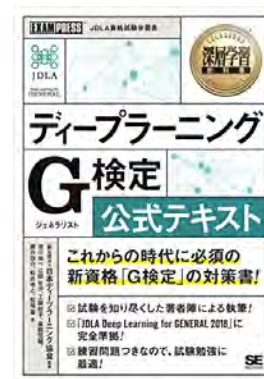 EXAMPRESS
JDLA資格試験学習書
深層学習
教科書
JDLA
GENERAL
ディープラーニング
G検定
ジェネラリスト
公式テキスト
日本ディープラーニング協会
これからの時代に必須の
新資格「G検定」の対策書!
試験を知り尽くした著者陣による執筆!
「JDLA Deep Learning for GENERAL 2018」に
完全準拠!
練習問題つきなので、試験勉強に
最適!
SE